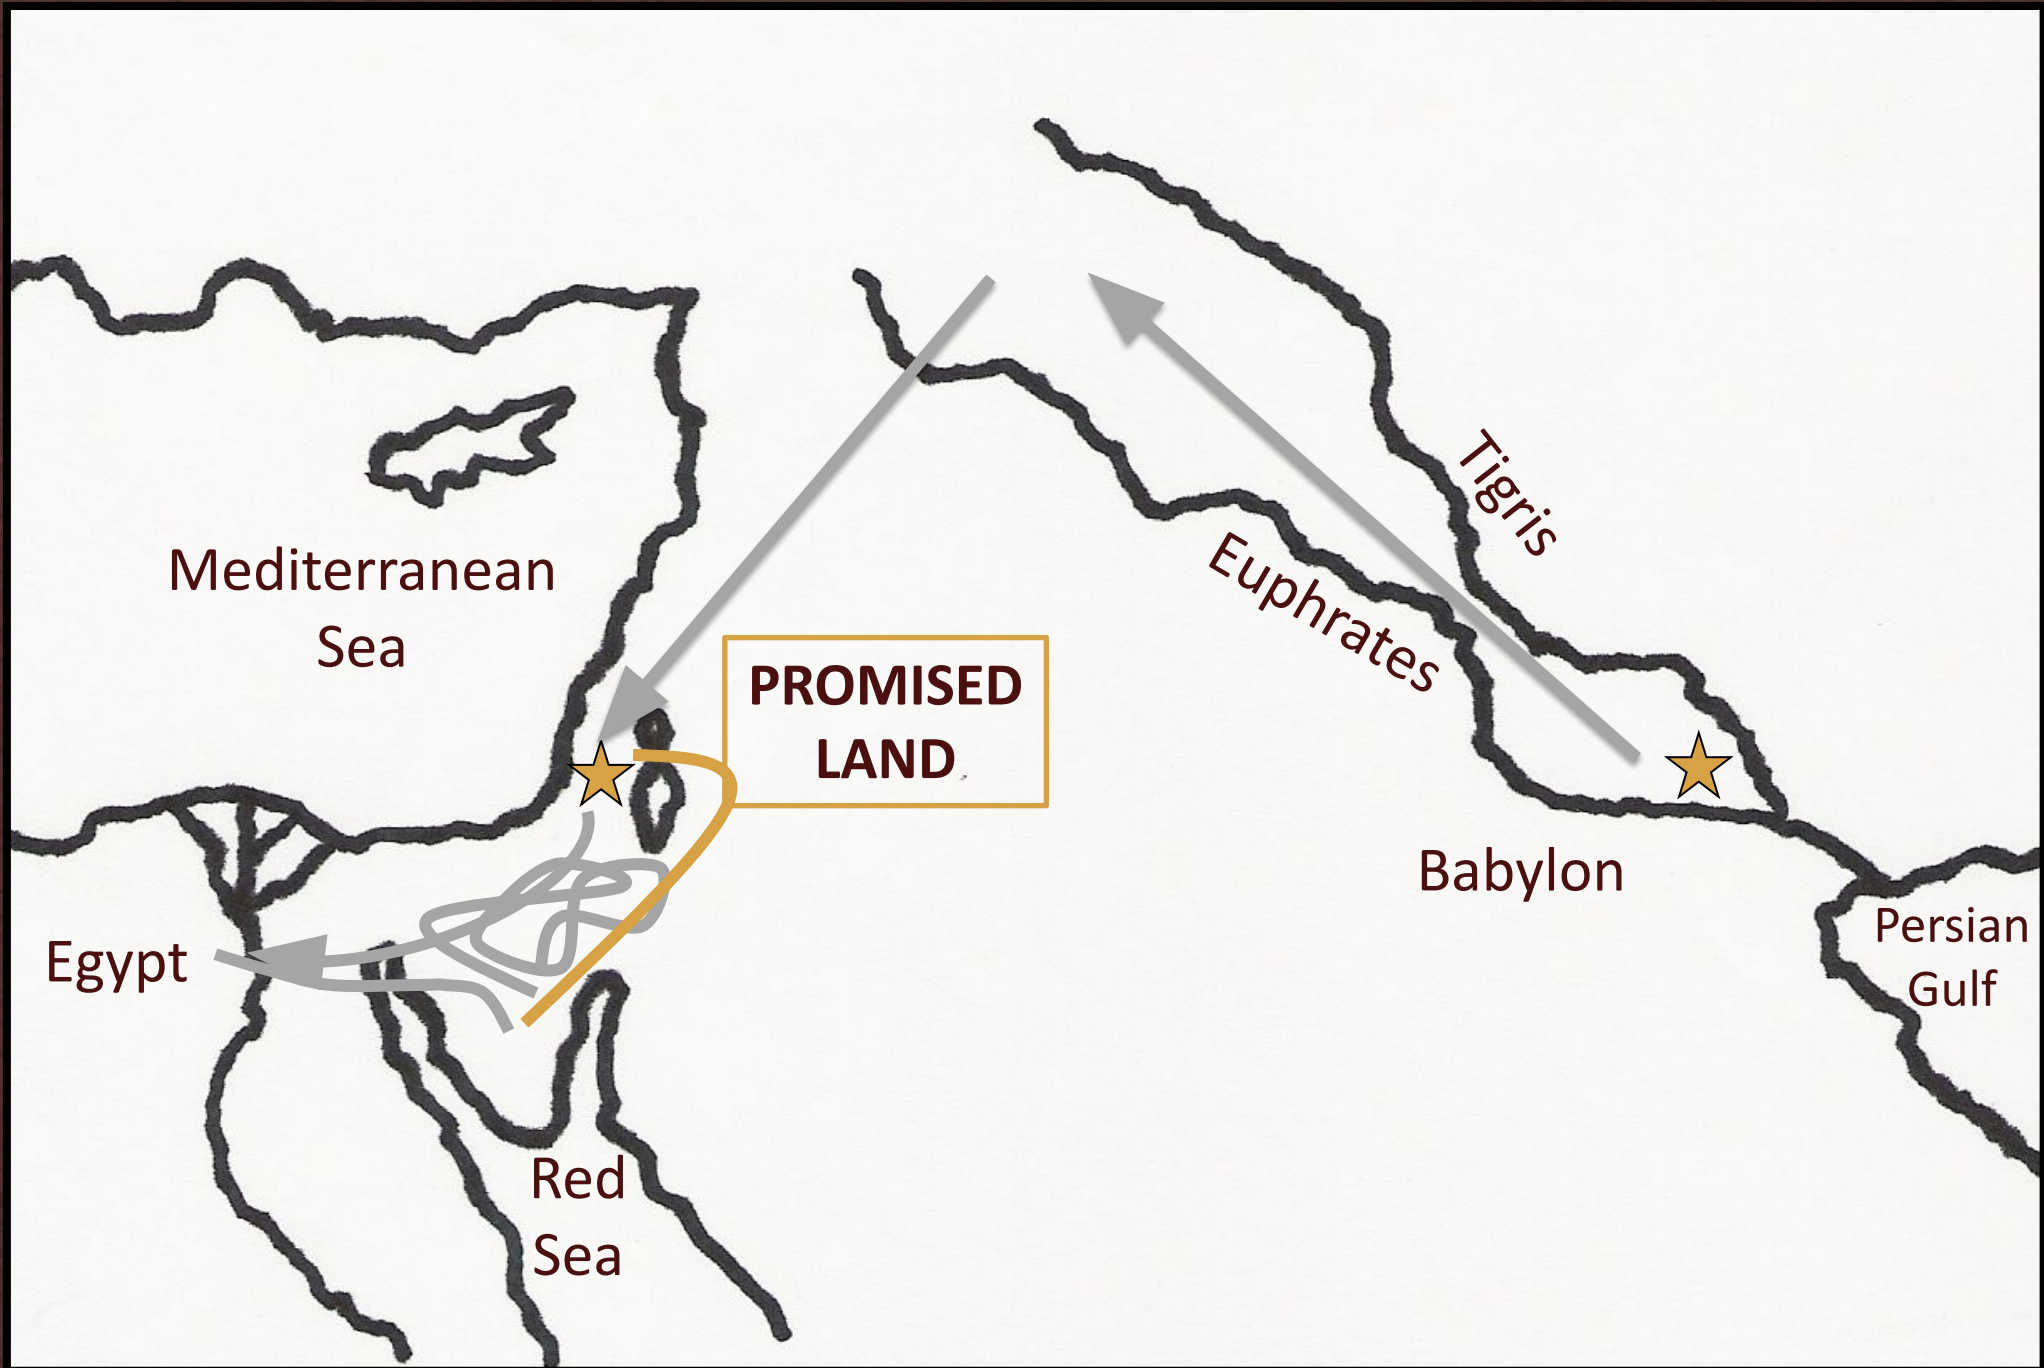 Tigris
Euphrates
Mediterranean
Sea
PROMISED
LAND
Babylon
Persian
Gulf
Egypt
Red
Sea